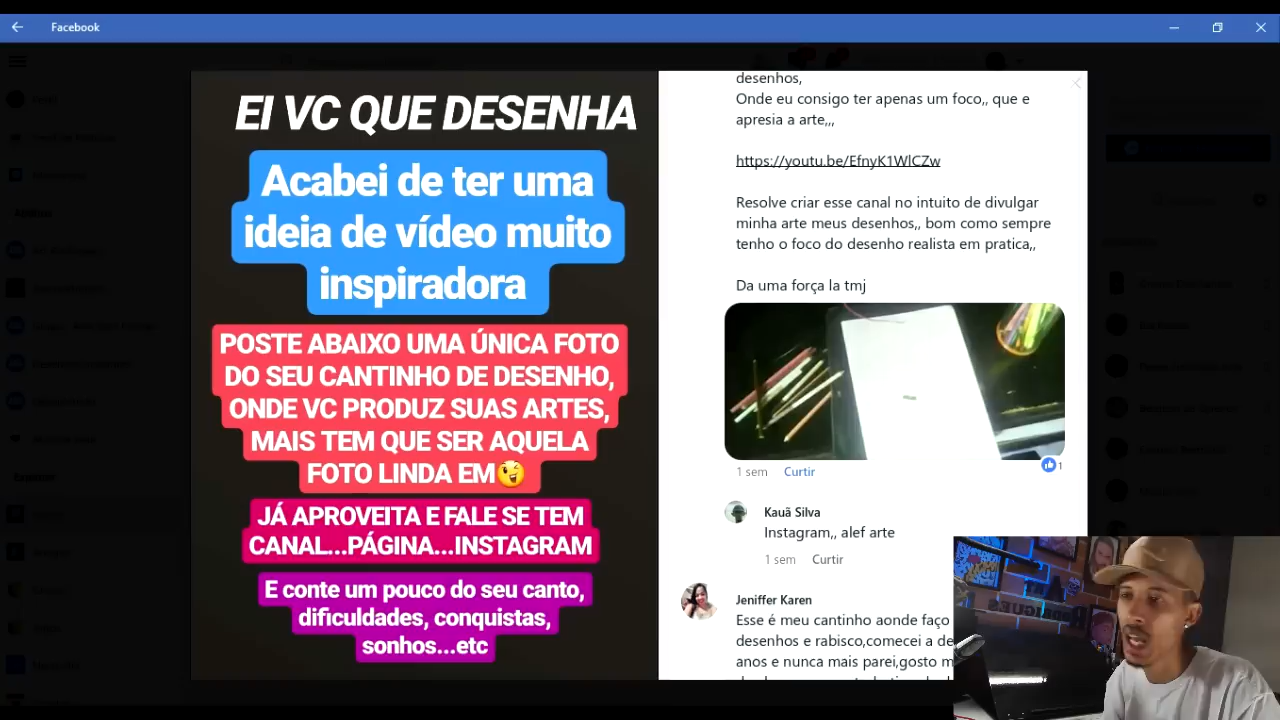 Facebook
EI VC QUE DESENHA
Acabei de ter uma
ideia de vídeo muito
inspiradora
POSTE ABAIXO UMA ÚNICA FOTO
DO SEU CANTINHO DE DESENHO,
ONDE VC PRODUZ SUAS ARTES,
MAIS TEM QUE SER AQUELA
FOTO LINDA EM😉
JÁ APROVEITA E FALE SE TEM
CANAL...PÁGINA...INSTAGRAM
E conte um pouco do seu canto,
dificuldades, conquistas,
sonhos...etc
desenhos,
Onde eu consigo ter apenas um foco,, que e
apresia a arte,,,
https://youtu.be/EfnyK1WlCZw
Resolve criar esse canal no intuito de divulgar
minha arte meus desenhos,, bom como sempre
tenho o foco do desenho realista em pratica,,
Da uma força la tmj
1 sem Curtir
1
Kauã Silva
Instagram,, alef arte
1 sem Curtir
Jeniffer Karen
Esse é meu cantinho aonde faço
desenhos e rabisco,comecei a de
anos e nunca mais parei,gosto m